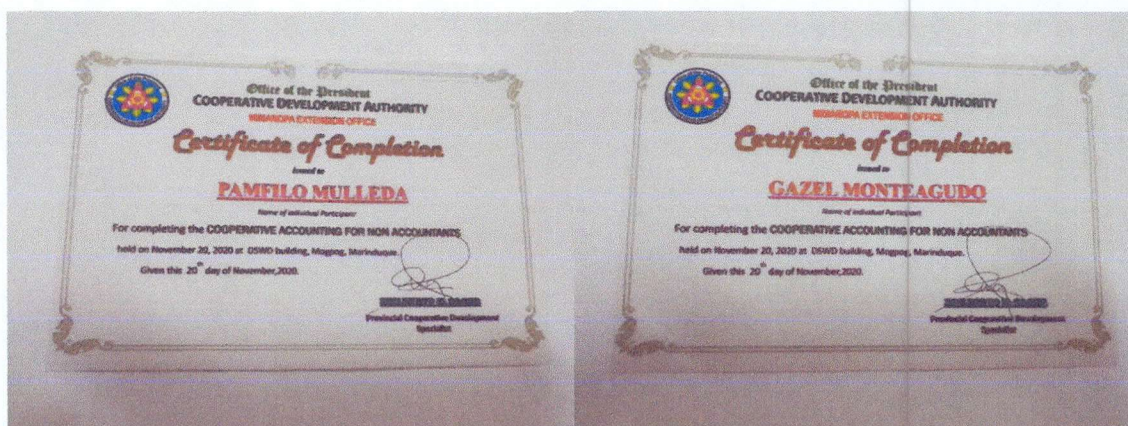 Office of the President
COOPERATIVE DEVELOPMENT AUTHORITY
MIMAROPA EXTENSION OFFICE
Certificate of Completion
issued to
PAMFILO MULLEDA
Name of Individual Participant
For completing the COOPERATIVE ACCOUNTING FOR NON ACCOUNTANTS
held on November 20, 2020 at DSWD building, Mogpog, Marinduque.
Given this 20th day of November,2020.
Provincial Cooperative Development
Specialist
Office of the President
COOPERATIVE DEVELOPMENT AUTHORITY
MIMAROPA EXTENSION OFFICE
Certificate of Completion
issued to
GAZEL MONTEAGUDO
Name of Individual Participant
For completing the COOPERATIVE ACCOUNTING FOR NON ACCOUNTANTS
held on November 20, 2020 at DSWD building, Mogpog, Marinduque.
Given this 20th day of November,2020.
Provincial Cooperative Development
Specialist